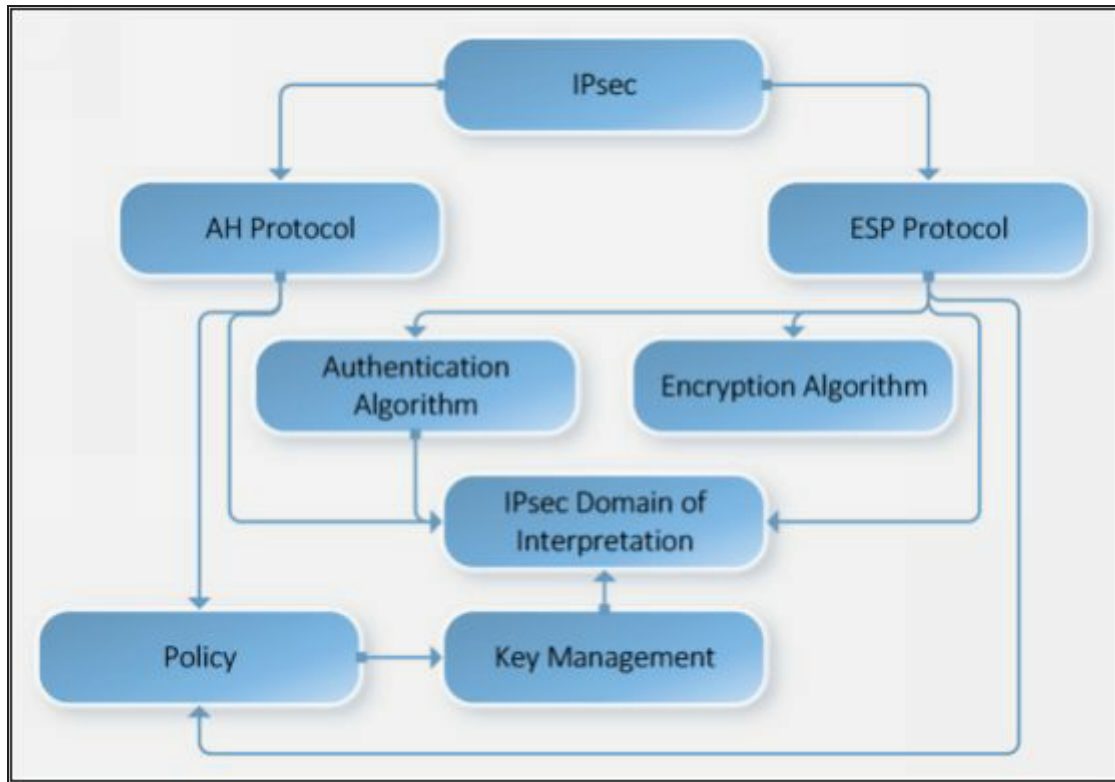 IPsec
AH Protocol
ESP Protocol
Authentication
Algorithm
Encryption Algorithm
IPsec Domain of
Interpretation
Policy
Key Management